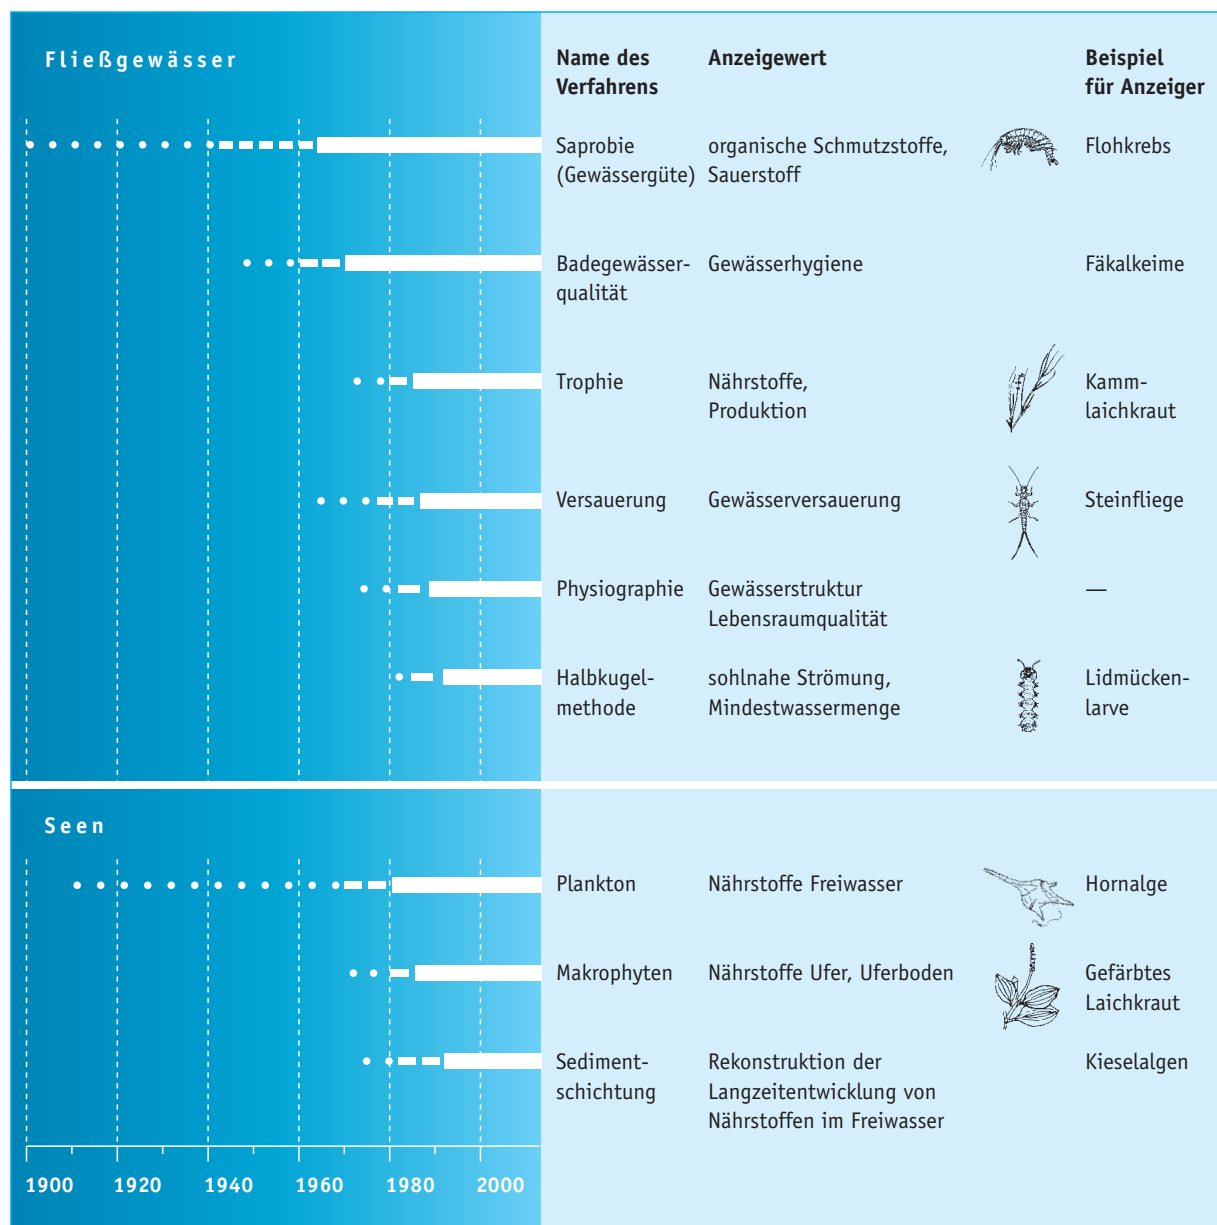 Fließgewässer
Name des
Verfahrens
Anzeigewert
Beispiel
für Anzeiger
Saprobie
(Gewässergüte)
organische Schmutzstoffe,
Sauerstoff
Flohkrebs
Badegewässer-
qualität
Gewässerhygiene
Fäkalkeime
Trophie
Nährstoffe,
Produktion
Kamm-
laichkraut
Versauerung
Gewässerversauerung
Steinfliege
Physiographie
Gewässerstruktur
Lebensraumqualität
—
Halbkugel-
methode
sohlnahe Strömung,
Mindestwassermenge
Lidmücken-
larve
Seen
Plankton
Nährstoffe Freiwasser
Hornalge
Makrophyten
Nährstoffe Ufer, Uferboden
Gefärbtes
Laichkraut
Sediment-
schichtung
Rekonstruktion der
Langzeitentwicklung von
Nährstoffen im Freiwasser
Kieselalgen
1900 1920 1940 1960 1980 2000